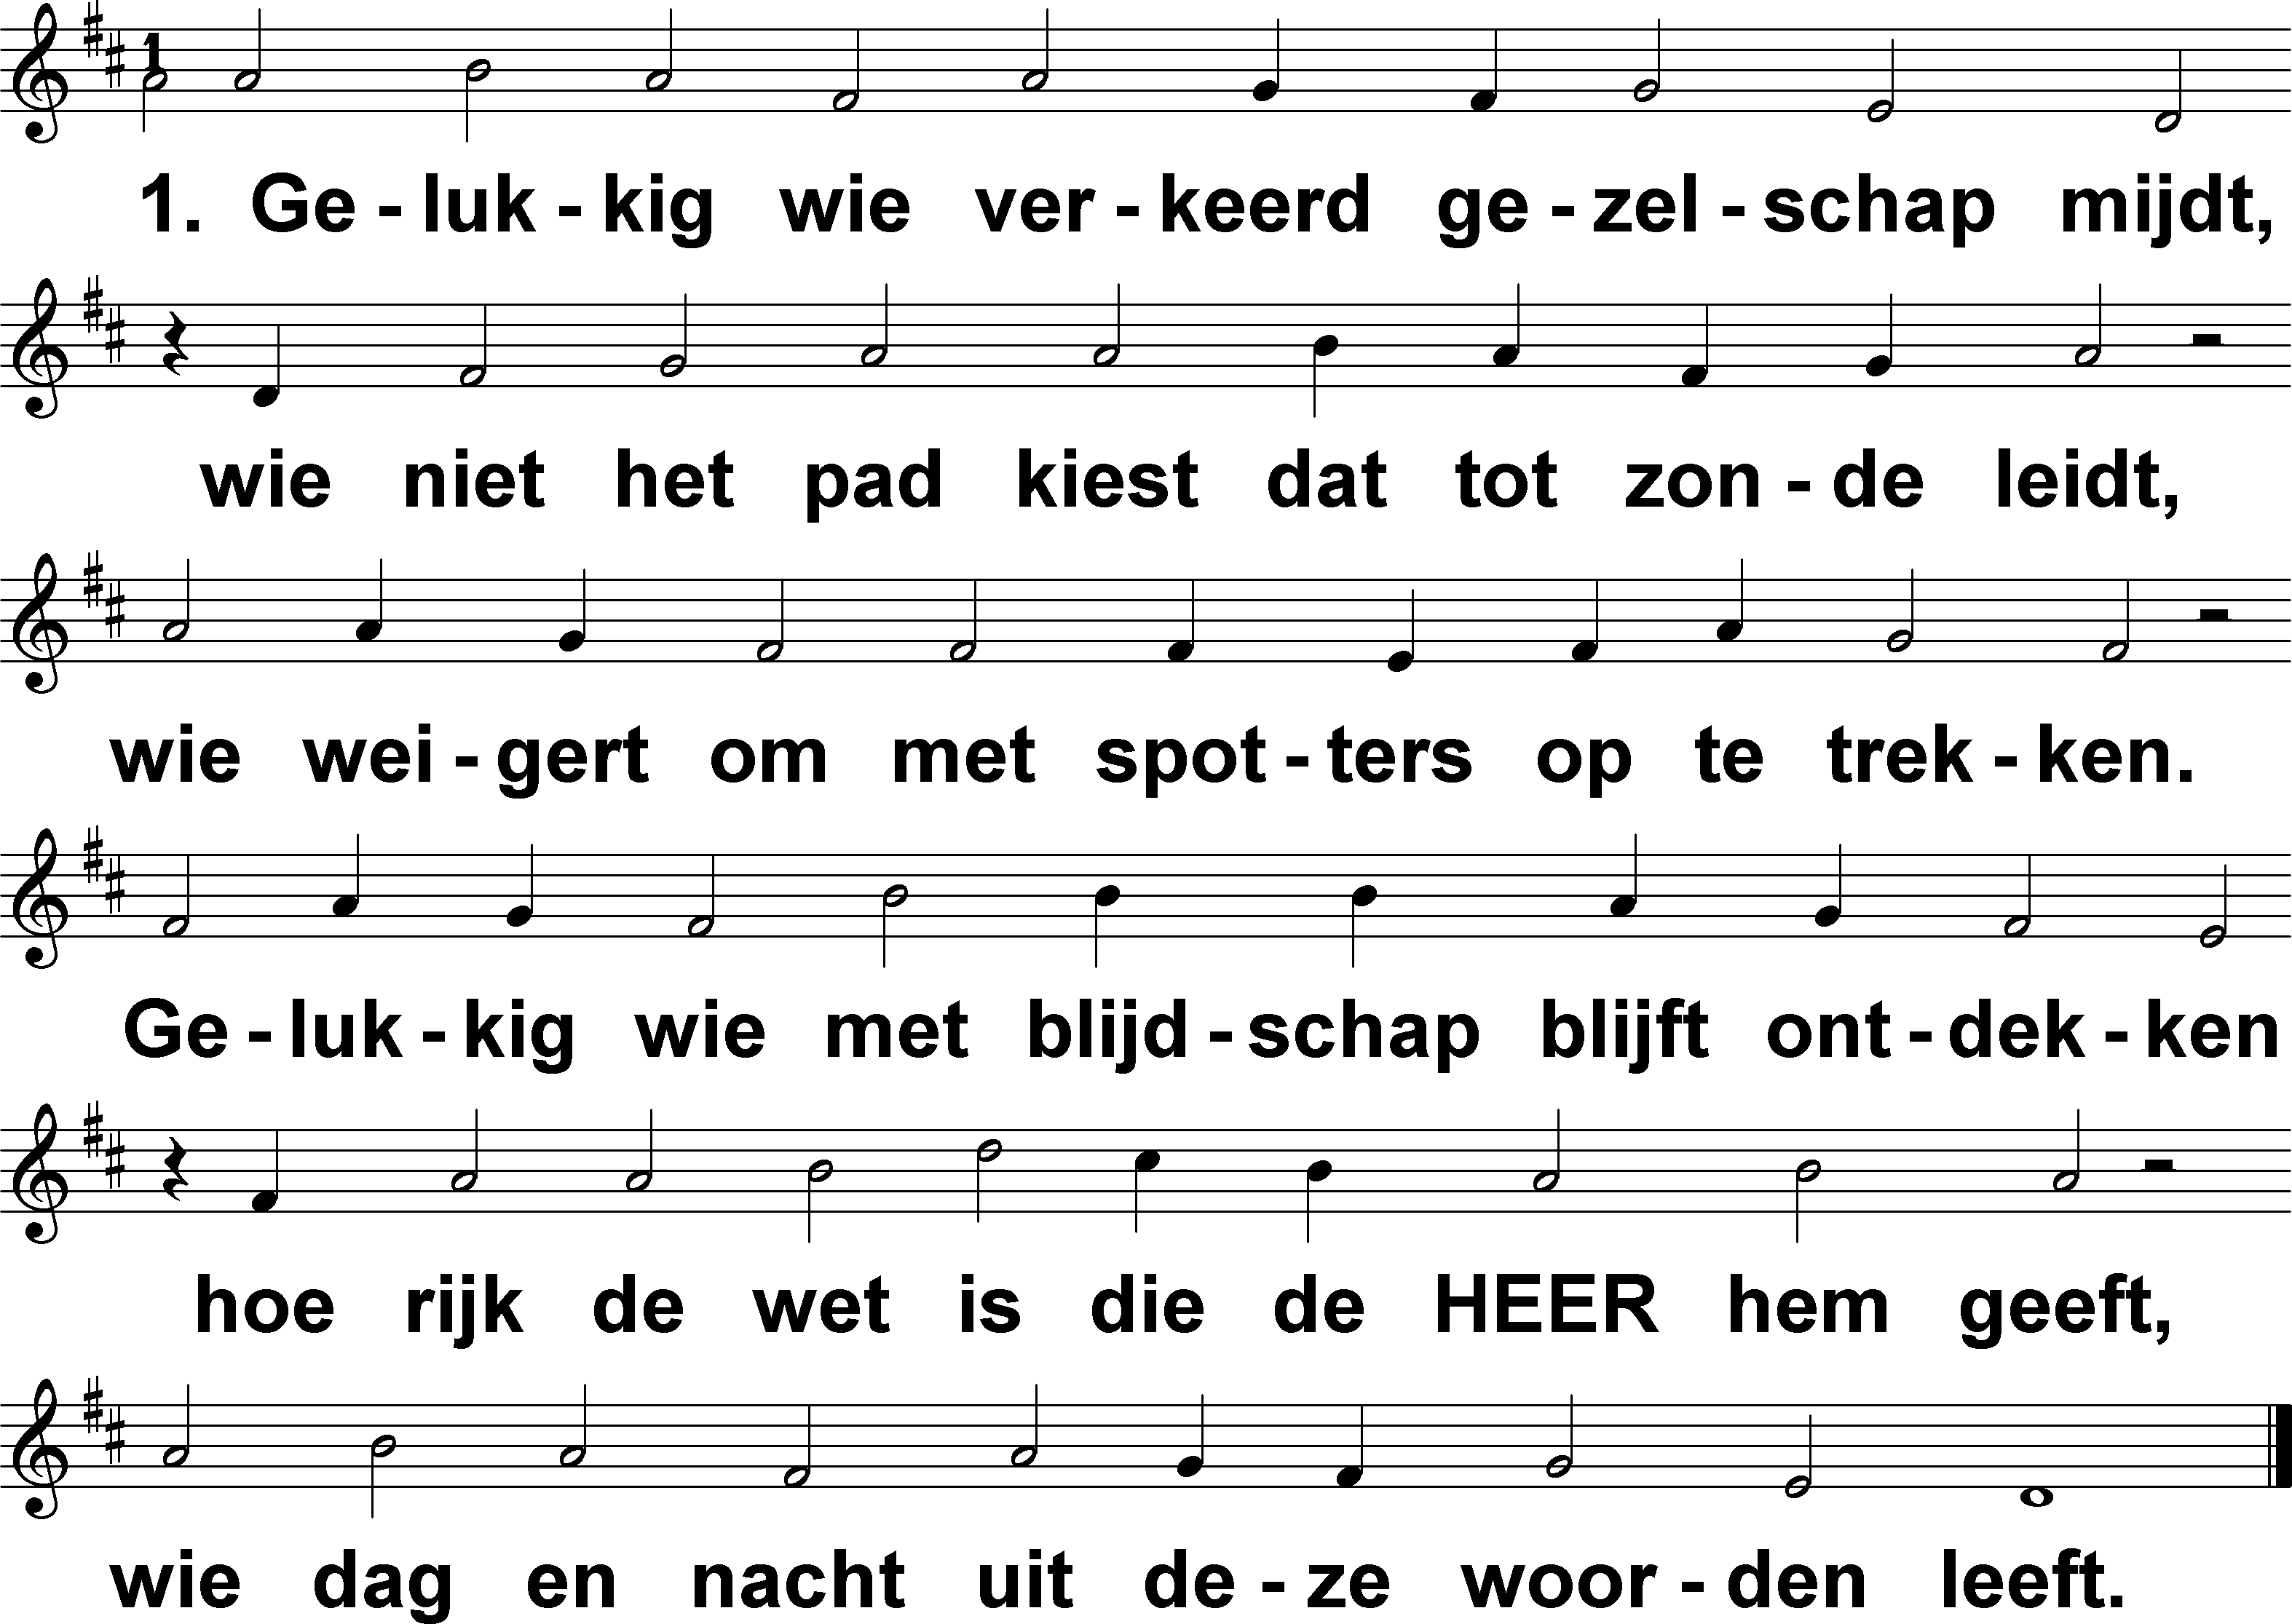 1. Ge - luk - kig wie ver - keerd ge - zel - schap mijdt,
wie niet het pad kiest dat tot zon - de leidt,
wie wei - gert om met spot - ters op te trek - ken.
Ge - luk - kig wie met blijd - schap blijft ont - dek - ken
hoe rijk de wet is die de HEER hem geeft,
wie dag en nacht uit de - ze woor - den leeft.